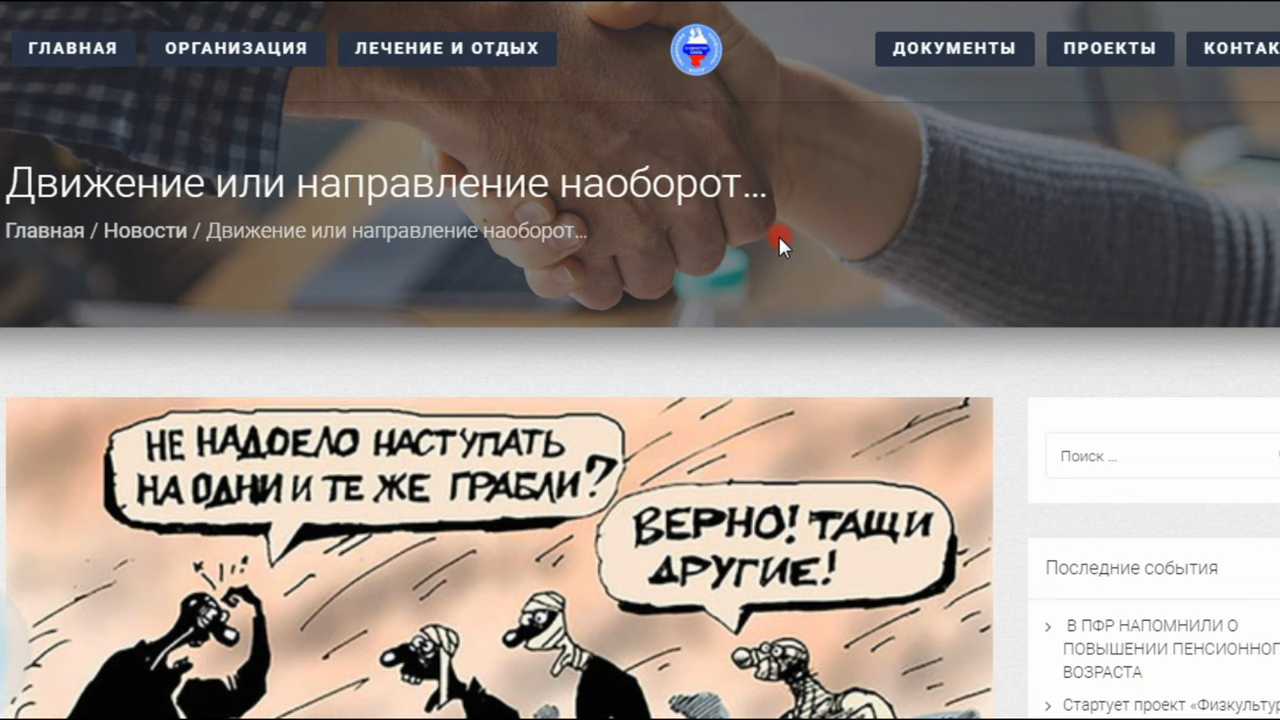 ГЛАВНАЯ
ОРГАНИЗАЦИЯ
ЛЕЧЕНИЕ И ОТДЫХ
ДОКУМЕНТЫ
ПРОЕКТЫ
КОНТАК
Движение или направление наоборот...
Главная / Новости / Движение или направление наоборот...
НЕ НАДОЕЛО НАСТУПАТЬ
НА ОДНИ И ТЕ ЖЕ ГРАБЛИ?
ВЕРНО! ТАЩИ
ДРУГИЕ!
Поиск ...
Последние события
В ПФР НАПОМНИЛИ О
ПОВЫШЕНИИ ПЕНСИОННОГ
ВОЗРАСТА
Стартует проект «Физкультур